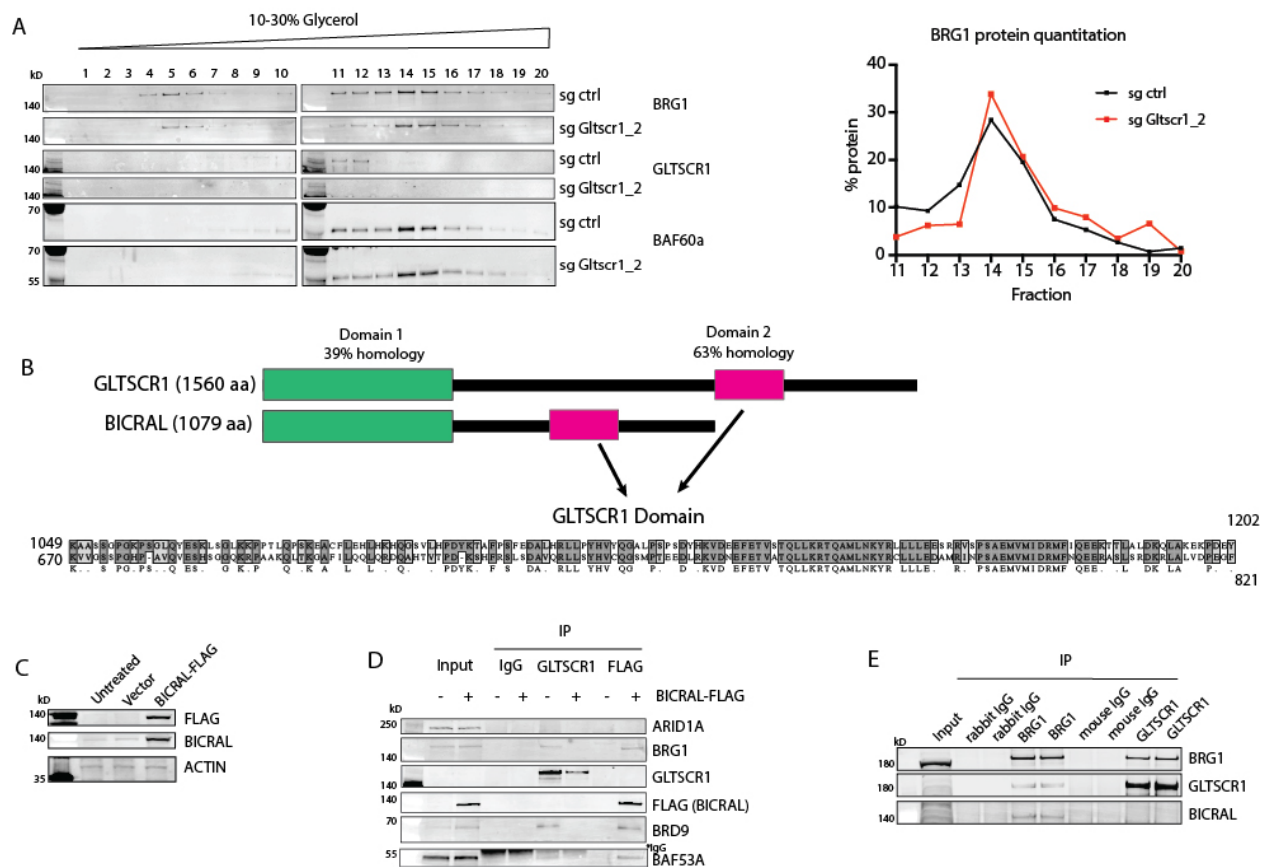 A
10-30% Glycerol
kD 1 2 3 4 5 6 7 8 9 10 11 12 13 14 15 16 17 18 19 20
140 sg ctrl
BRG1
140 140 sg Gltscr1_2
140 140 sg ctrl
GLTSCR1
140 140 sg Gltscr1_2
70 70 sg ctrl
BAF60a
70 70 sg Gltscr1_2
55 55
BRG1 protein quantitation
sg ctrl
sg Gltscr1_2
% protein
40
30
20
10
0
11 12 13 14 15 16 17 18 19 20
Fraction
B
Domain 1
39% homology
Domain 2
63% homology
GLTSCR1 (1560 aa)
BICRAL (1079 aa)
GLTSCR1 Domain
1202
1049 KAASSGPGKPSGLQYESKLSGLKKPPTLQPSKEACFLEHLHKHQGSVLHPDYKTAFPSFEDALHRLLPYHVYQGALPSPSDYHKVDEEFETVSTQLLKRTQAMLNKYRLLLLEESRRVSPSAEMVMIDRMFIQEEKTTLALDKQLAKEKPDEY
670
821
C
Untreated Vector BICRAL-FLAG
kD
140 FLAG
140 BICRAL
35 ACTIN
D
IP
Input IgG GLTSCR1 FLAG
- + - + - + - + BICRAL-FLAG
kD
250 ARID1A
140 BRG1
140 GLTSCR1
140 FLAG (BICRAL)
70 BRD9
*IgG
55 BAF53A
E
IP
Input rabbit IgG rabbit IgG BRG1 BRG1 mouse IgG mouse IgG GLTSCR1 GLTSCR1
kD
180 BRG1
180 GLTSCR1
140 BICRAL